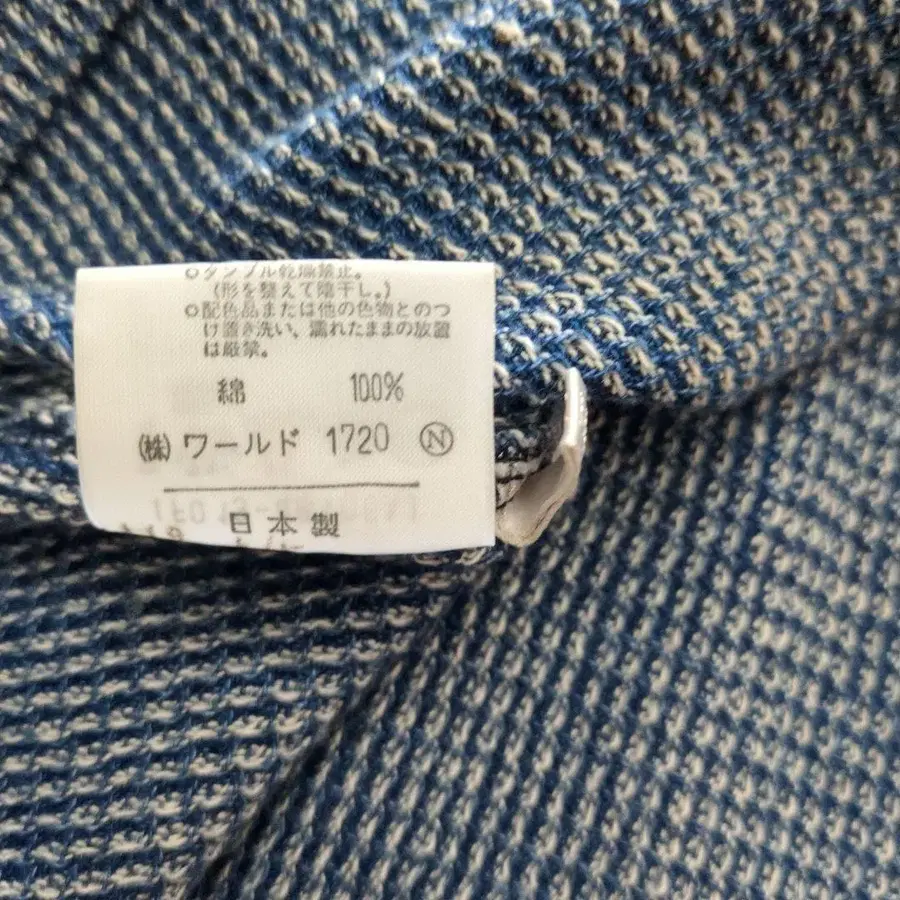 ○タンブル乾燥禁止。
(形を整えて陰干し。)
○配色品または他の色物とのつ
け置き洗い、濡れたままの放置
は厳禁。
綿 100%
(株)ワールド 1720 Ⓝ
日本製